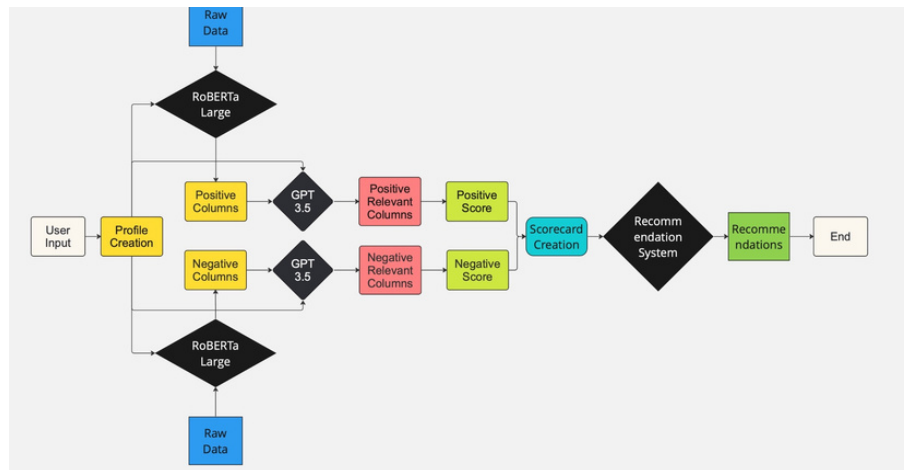 Raw
Data
RoBERTa
Large
Positive
Columns
GPT
3.5
Positive
Relevant
Columns
Positive
Score
User
Input
Profile
Creation
Scorecard
Creation
Recomm
endation
System
Recomme
ndations
End
Negative
Columns
GPT
3.5
Negative
Relevant
Columns
Negative
Score
RoBERTa
Large
Raw
Data